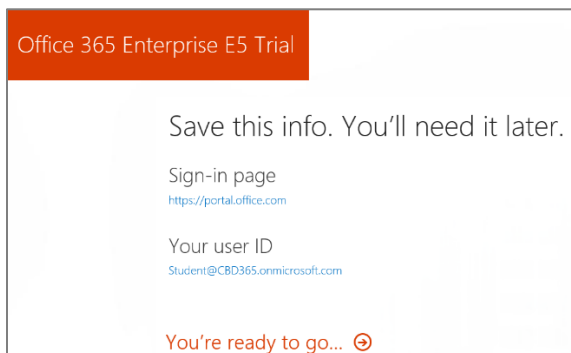 Office 365 Enterprise E5 Trial
Save this info. You'll need it later.
Sign-in page
https://portal.office.com
Your user ID
Student@CBD365.onmicrosoft.com
You're ready to go...